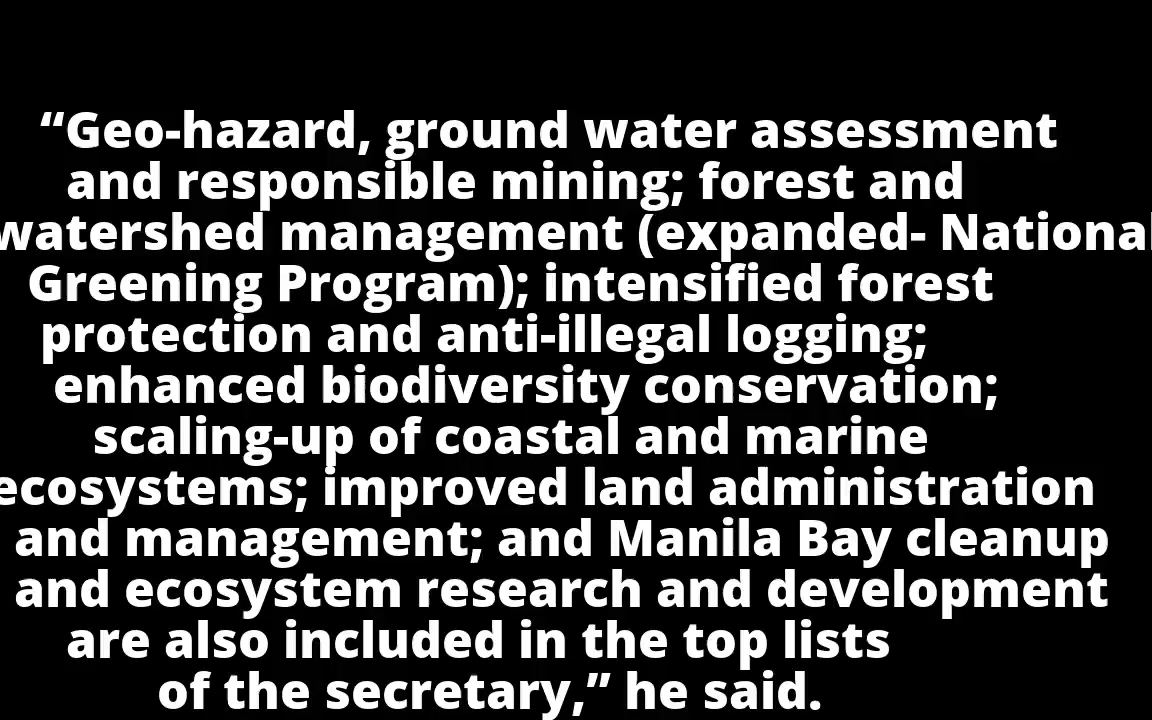 “Geo-hazard, ground water assessment
and responsible mining; forest and
watershed management (expanded- National
Greening Program); intensified forest
protection and anti-illegal logging;
enhanced biodiversity conservation;
scaling-up of coastal and marine
ecosystems; improved land administration
and management; and Manila Bay cleanup
and ecosystem research and development
are also included in the top lists
of the secretary,” he said.